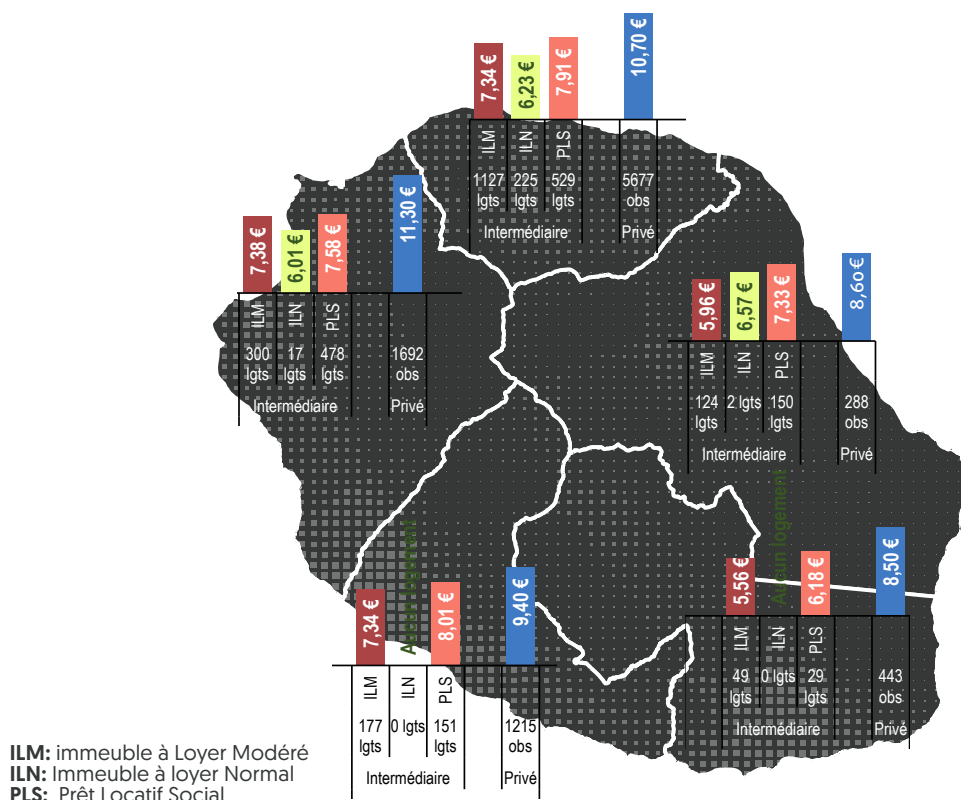 7,34 €
6,23 €
7,91 €
10,70 €
ILM
ILN
PLS
1127 lgts
225 lgts
529 lgts
5677 obs
Intermédiaire
Privé
7,38 €
6,01 €
7,58 €
11,30 €
ILM
ILN
PLS
300 lgts
17 lgts
478 lgts
1692 obs
Intermédiaire
Privé
5,96 €
6,57 €
7,33 €
8,60 €
ILM
ILN
PLS
124 lgts
2 lgts
150 lgts
288 obs
Intermédiaire
Privé
7,34 €
Aucun logement
8,01 €
9,40 €
ILM
ILN
PLS
177 lgts
0 lgts
151 lgts
1215 obs
Intermédiaire
Privé
5,56 €
Aucun logement
6,18 €
8,50 €
ILM
ILN
PLS
49 lgts
0 lgts
29 lgts
443 obs
Intermédiaire
Privé
ILM: immeuble à Loyer Modéré
ILN: Immeuble à loyer Normal
PLS: Prêt Locatif Social